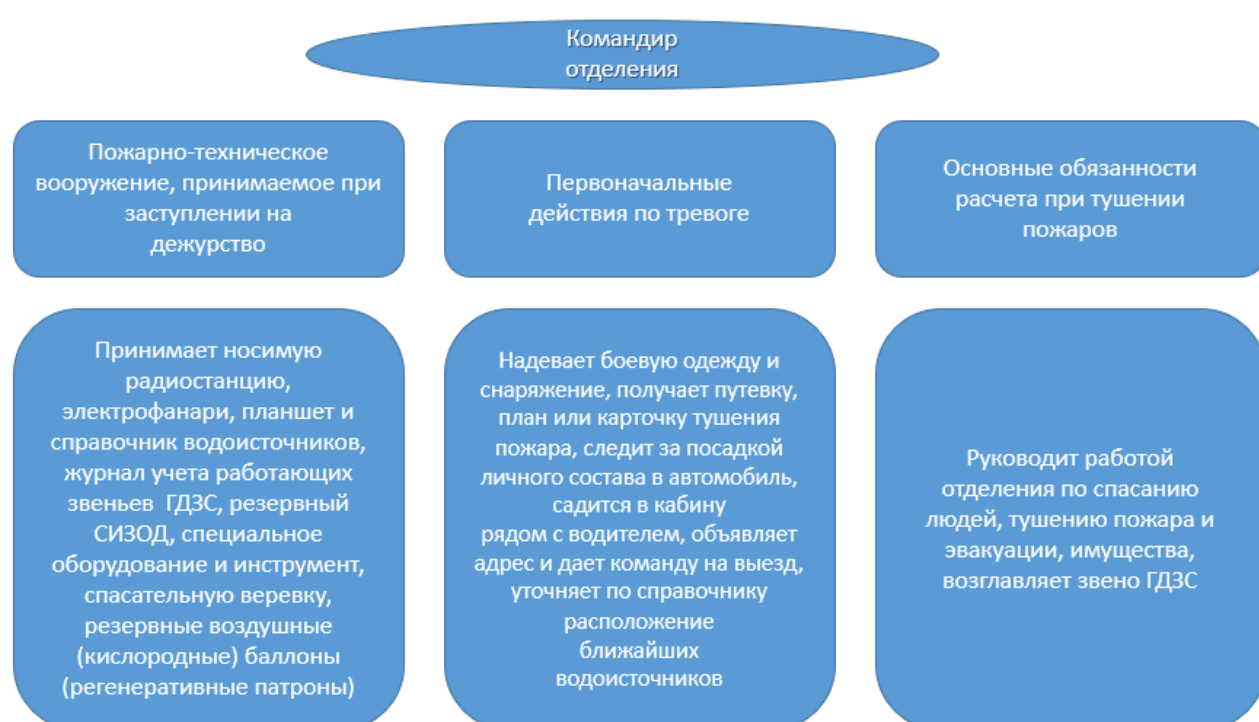 Командир
отделения
Пожарно-техническое
вооружение, принимаемое при
заступлении на
дежурство
Первоначальные
действия по тревоге
Основные обязанности
расчета при тушении
пожаров
Принимает носимую
радиостанцию,
электрофанари, планшет и
справочник водоисточников,
журнал учета работающих
звеньев ГДЗС, резервный
СИЗОД, специальное
оборудование и инструмент,
спасательную веревку,
резервные воздушные
(кислородные) баллоны
(регенеративные патроны)
Надевает боевую одежду и
снаряжение, получает путевку,
план или карточку тушения
пожара, следит за посадкой
личного состава в автомобиль,
садится в кабину
рядом с водителем, объявляет
адрес и дает команду на выезд,
уточняет по справочнику
расположение
ближайших
водоисточников
Руководит работой
отделения по спасанию
людей, тушению пожара и
эвакуации, имущества,
возглавляет звено ГДЗС